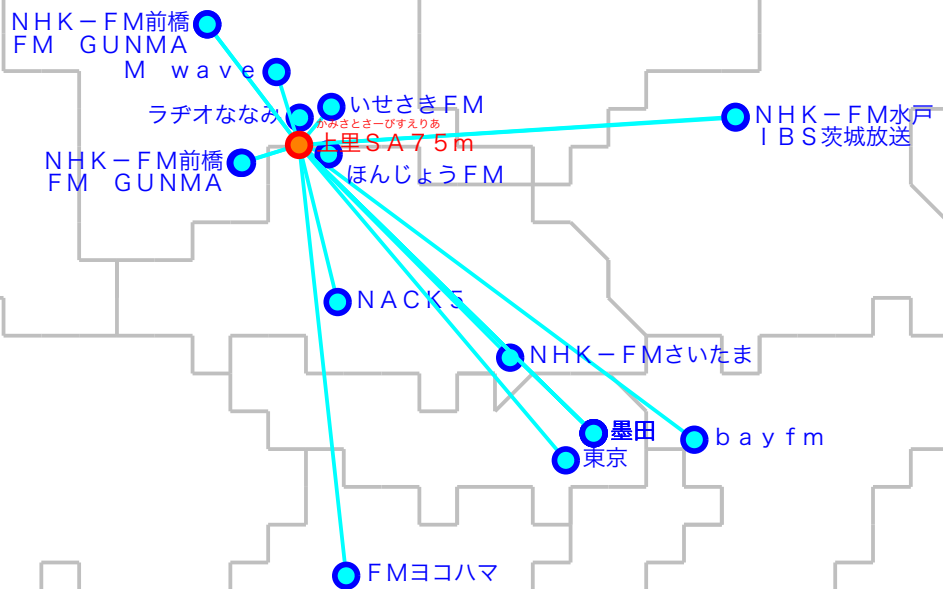 ＮＨＫ－ＦＭ前橋
ＦＭ　ＧＵＮＭＡ
Ｍ　ｗａｖｅ
ラヂオななみ
いせさきＦＭ
かみさとさーびすえりあ
上里ＳＡ７５ｍ
ＮＨＫ－ＦＭ水戸
ＩＢＳ茨城放送
ＮＨＫ－ＦＭ前橋
ＦＭ　ＧＵＮＭＡ
ほんじょうＦＭ
ＮＡＣＫ５
ＮＨＫ－ＦＭさいたま
墨田
ｂａｙｆｍ
東京
ＦＭヨコハマ